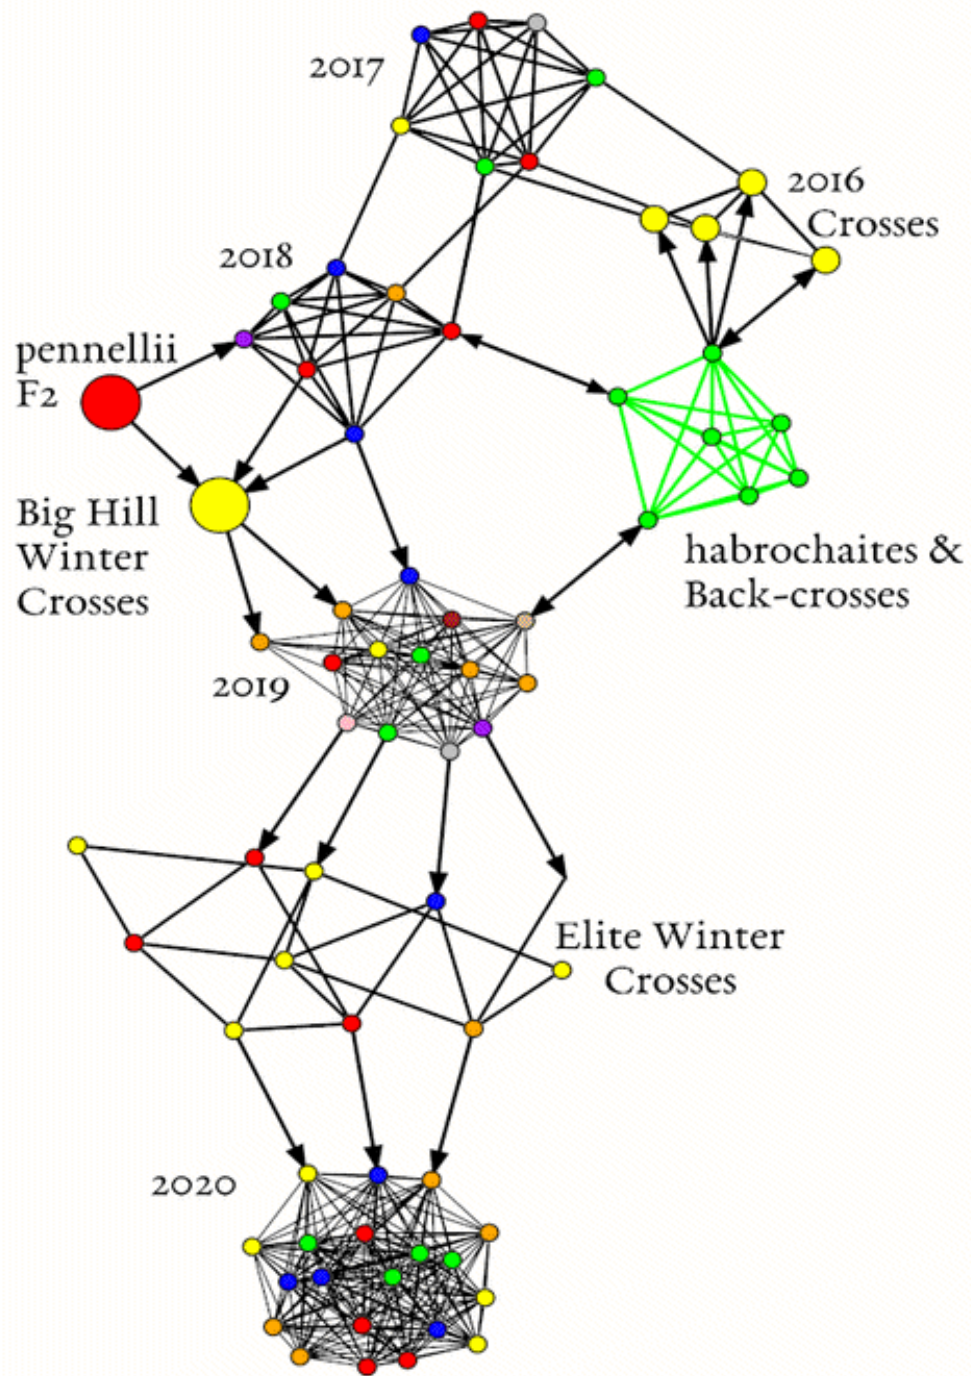 2017
2016
Crosses
2018
pennellii
F2
Big Hill
Winter
Crosses
habrochaites &
Back-crosses
2019
Elite Winter
Crosses
2020